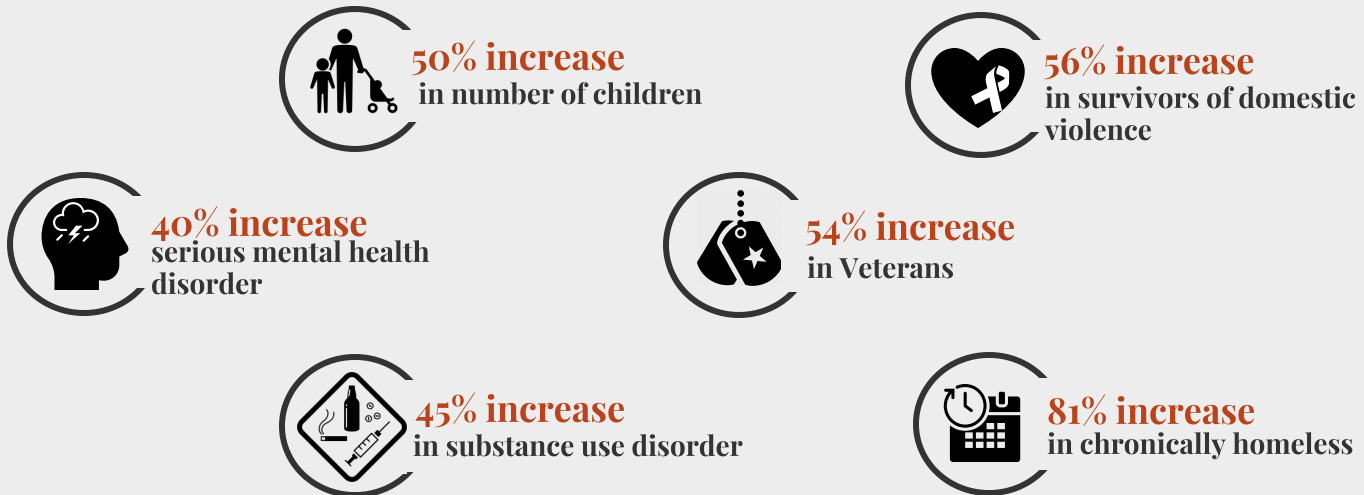 50% increase
in number of children
56% increase
in survivors of domestic
violence
40% increase
serious mental health
disorder
54% increase
in Veterans
45% increase
in substance use disorder
81% increase
in chronically homeless